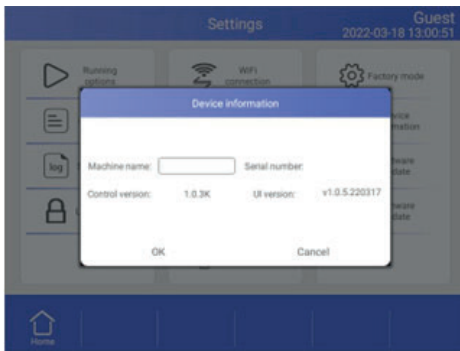 Settings
Guest
2022-03-18 13:00:51
Running
options
WiFi
connection
Factory mode
Device information
log
Machine name:
Serial number:
Control version:
1.0.3K
UI version:
v1.0.5.220317
OK
Cancel
Home